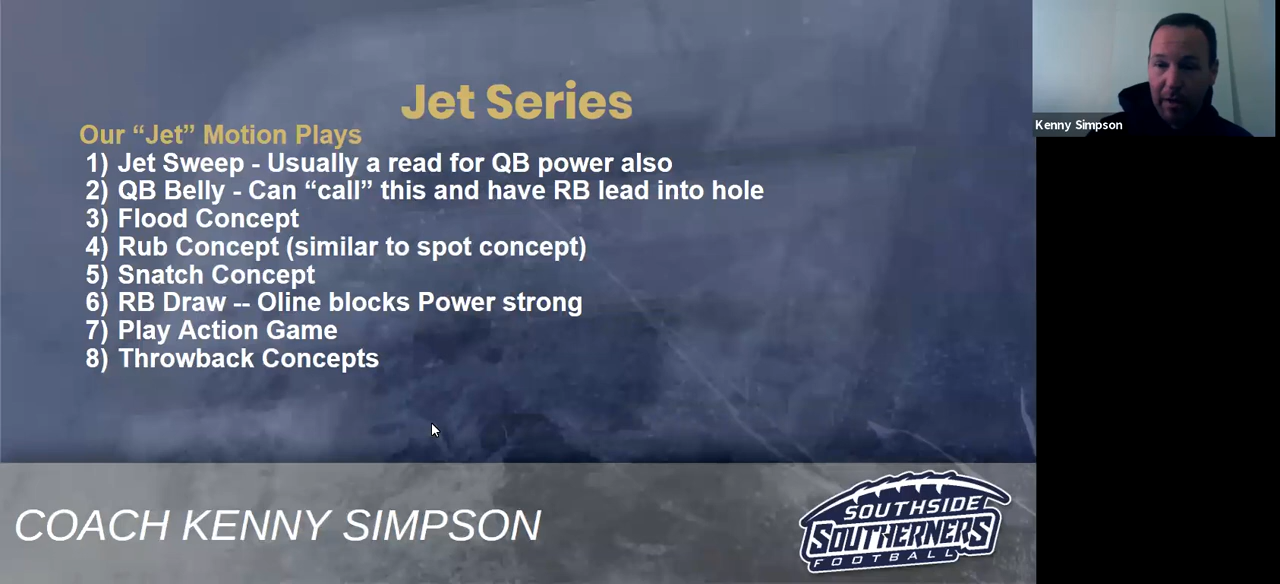 Jet Series
Our “Jet” Motion Plays
1) Jet Sweep - Usually a read for QB power also
2) QB Belly - Can “call” this and have RB lead into hole
3) Flood Concept
4) Rub Concept (similar to spot concept)
5) Snatch Concept
6) RB Draw -- Oline blocks Power strong
7) Play Action Game
8) Throwback Concepts
COACH KENNY SIMPSON
SOUTHSIDE
SOUTHERNERS
FOOTBALL
Kenny Simpson